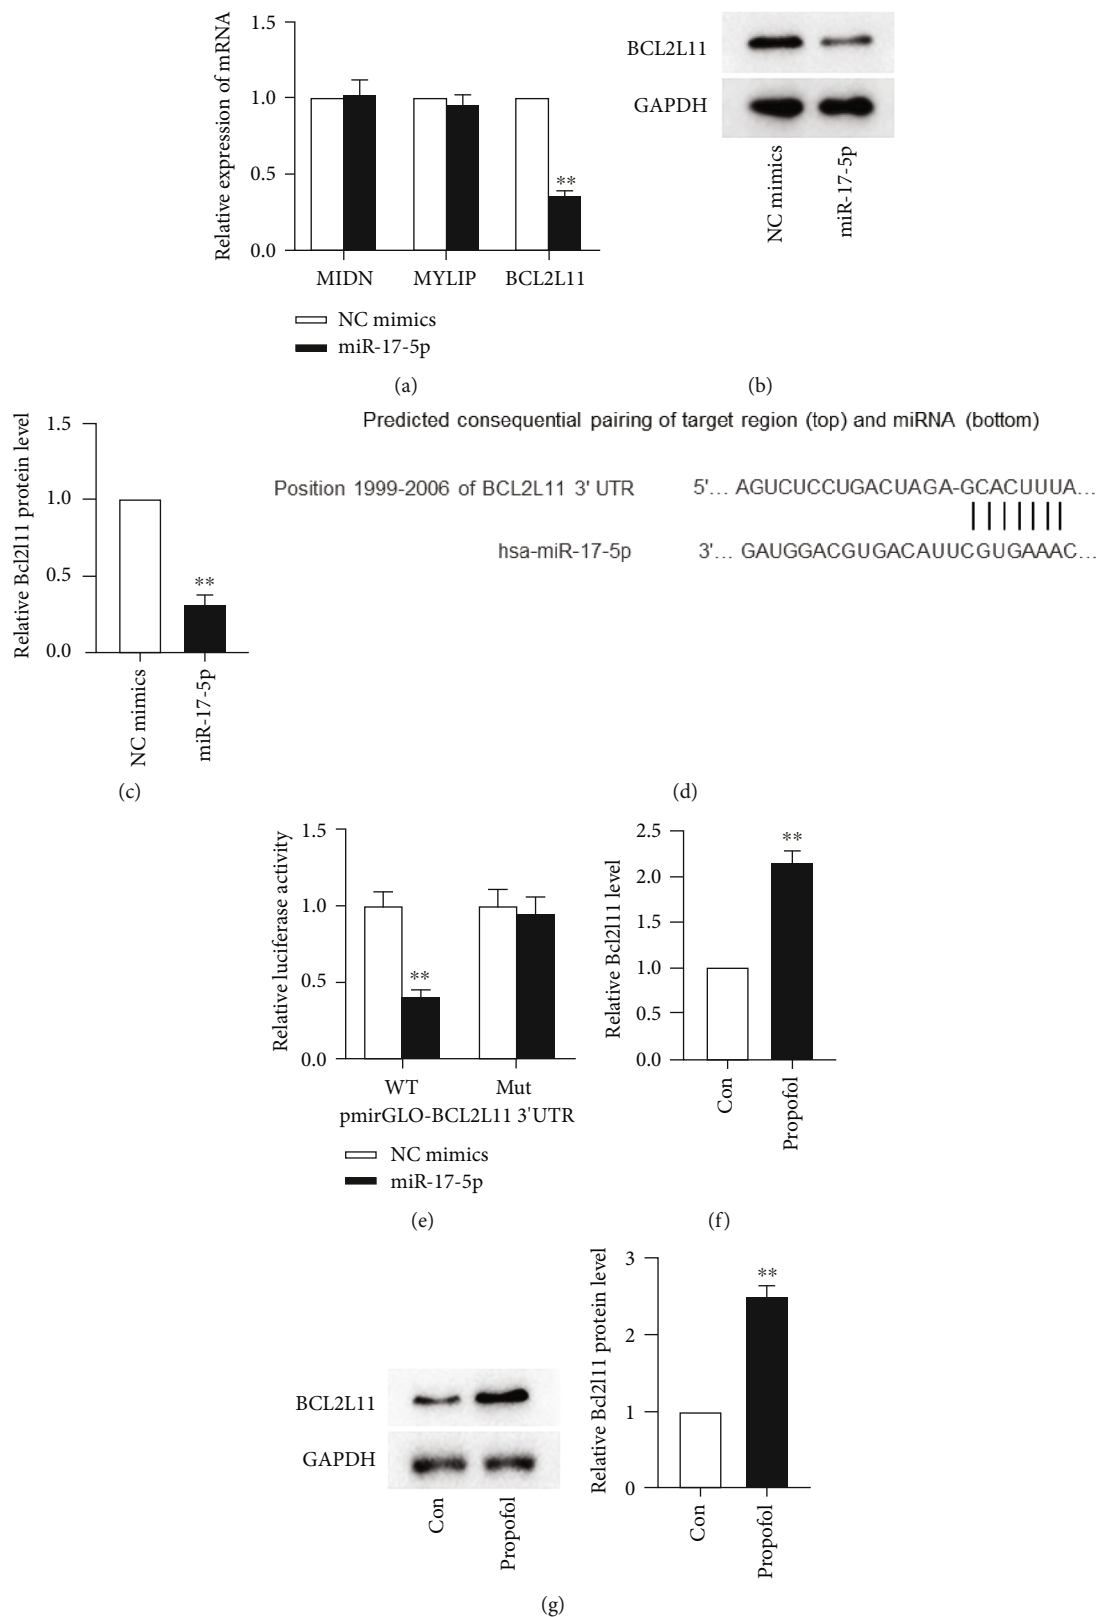 1.5
1.0
0.5
0.0
Relative expression of mRNA
**
MIDN MYLIP BCL2L11
NC mimics
miR-17-5p
(a)
BCL2L11
GAPDH
NC mimics
miR-17-5p
(b)
1.5
1.0
0.5
0.0
Relative Bcl2l11 protein level
**
NC mimics
miR-17-5p
(c)
Predicted consequential pairing of target region (top) and miRNA (bottom)
Position 1999-2006 of BCL2L11 3' UTR 5'... AGUCUCCUGACUAGA-GCACUUUA...
hsa-miR-17-5p 3'... GAUGGACGUGACAUUCGUGAAAC...
(d)
1.5
1.0
0.5
0.0
Relative luciferase activity
**
WT Mut
pmirGLO-BCL2L11 3'UTR
NC mimics
miR-17-5p
(e)
2.5
2.0
1.5
1.0
0.5
0.0
Relative Bcl2l11 level
**
Con
Propofol
(f)
BCL2L11
GAPDH
Con
Propofol
3
2
1
0
Relative Bcl2l11 protein level
**
Con
Propofol
(g)